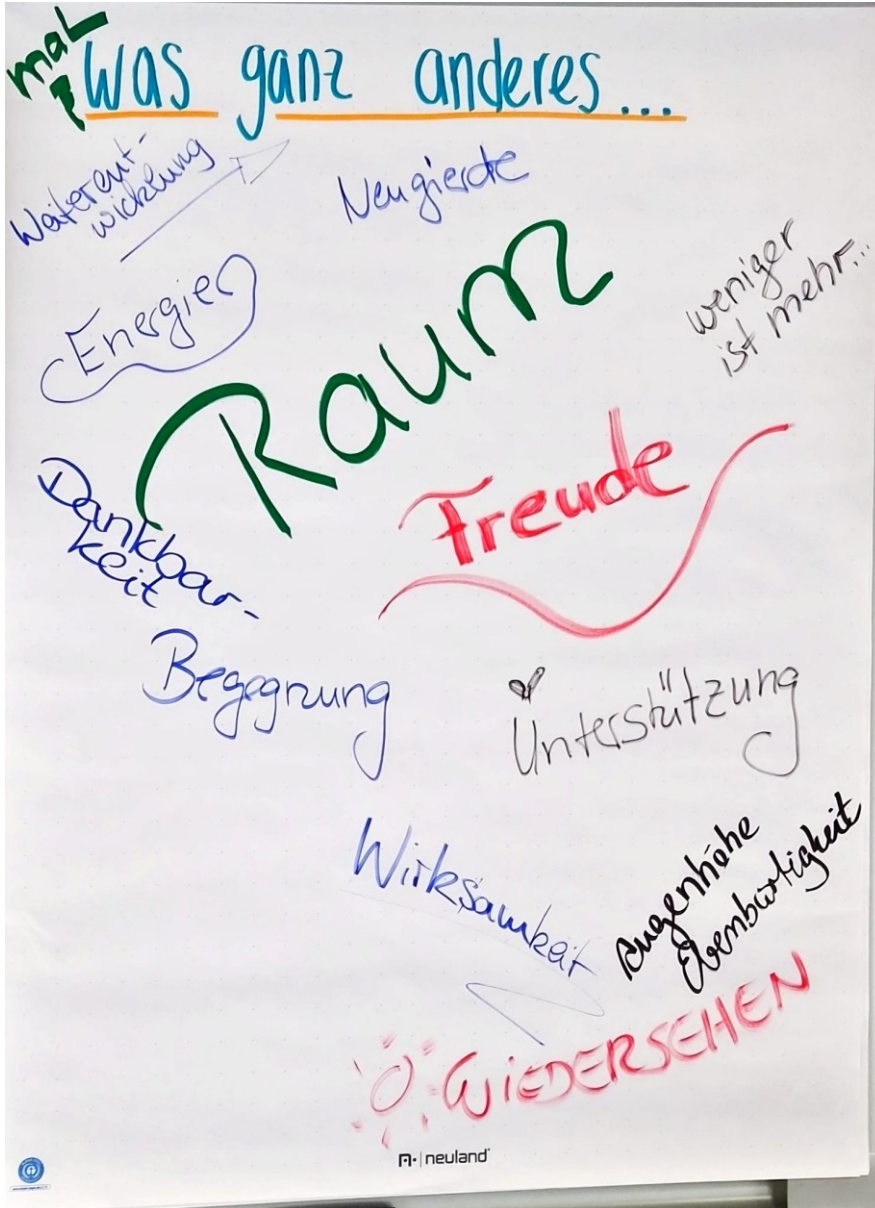 mal
Was ganz anderes...
Weiterent-
wicklung
Neugierde
Energie
Raum
weniger
ist mehr...
Freude
Dankbar-
keit
Begegnung
Unterstützung
Wirksamkeit
Augenhöhe
Ebenbürtigkeit
WIEDERSEHEN
neuland